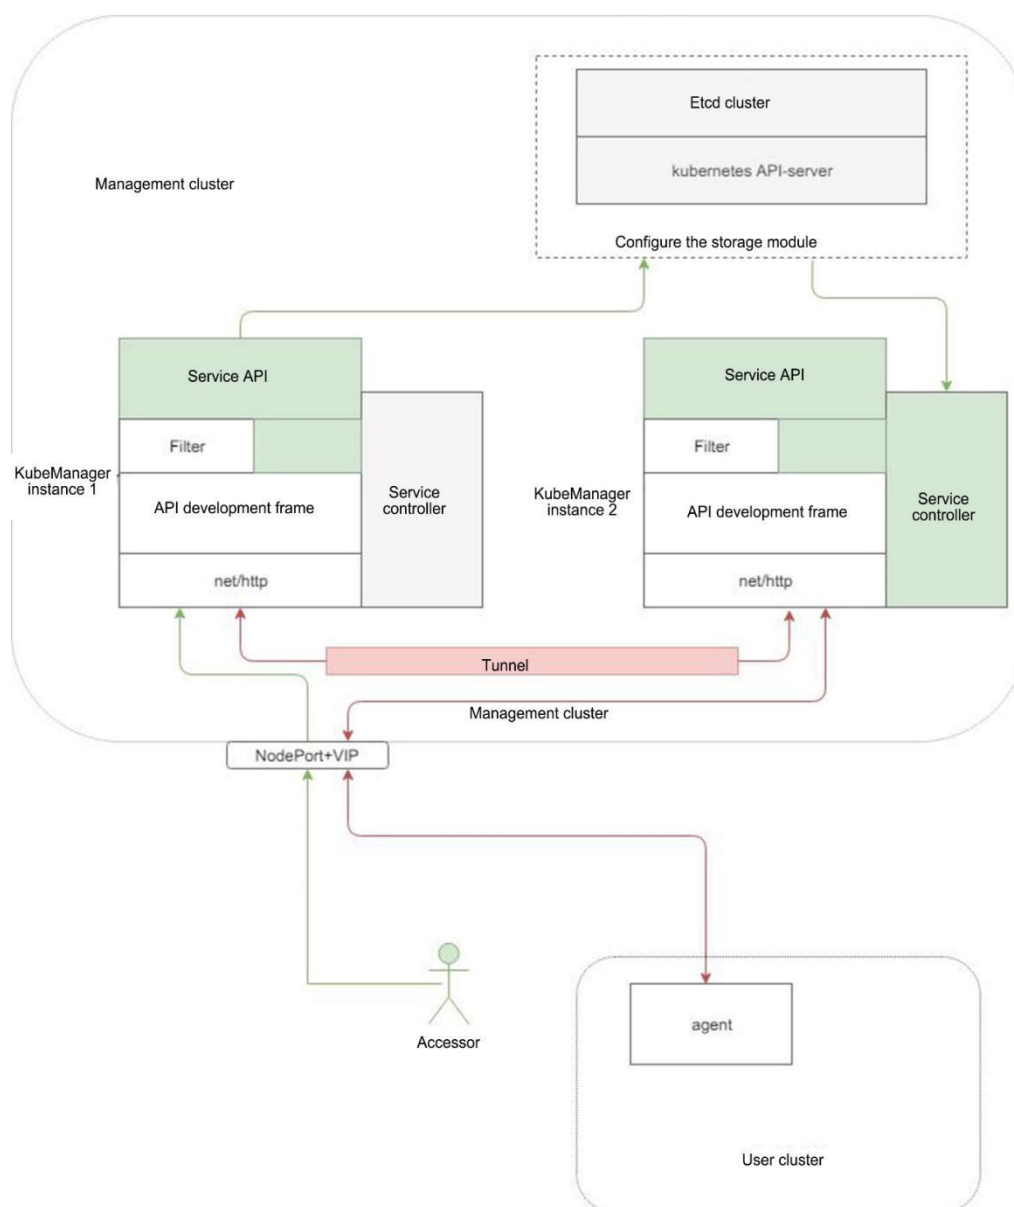 Etcd cluster
kubernetes API-server
Management cluster
Configure the storage module
Service API
Filter
KubeManager
instance 1
API development frame
Service
controller
net/http
Service API
Filter
KubeManager
instance 2
API development frame
Service
controller
net/http
Tunnel
Management cluster
NodePort+VIP
Accessor
agent
User cluster